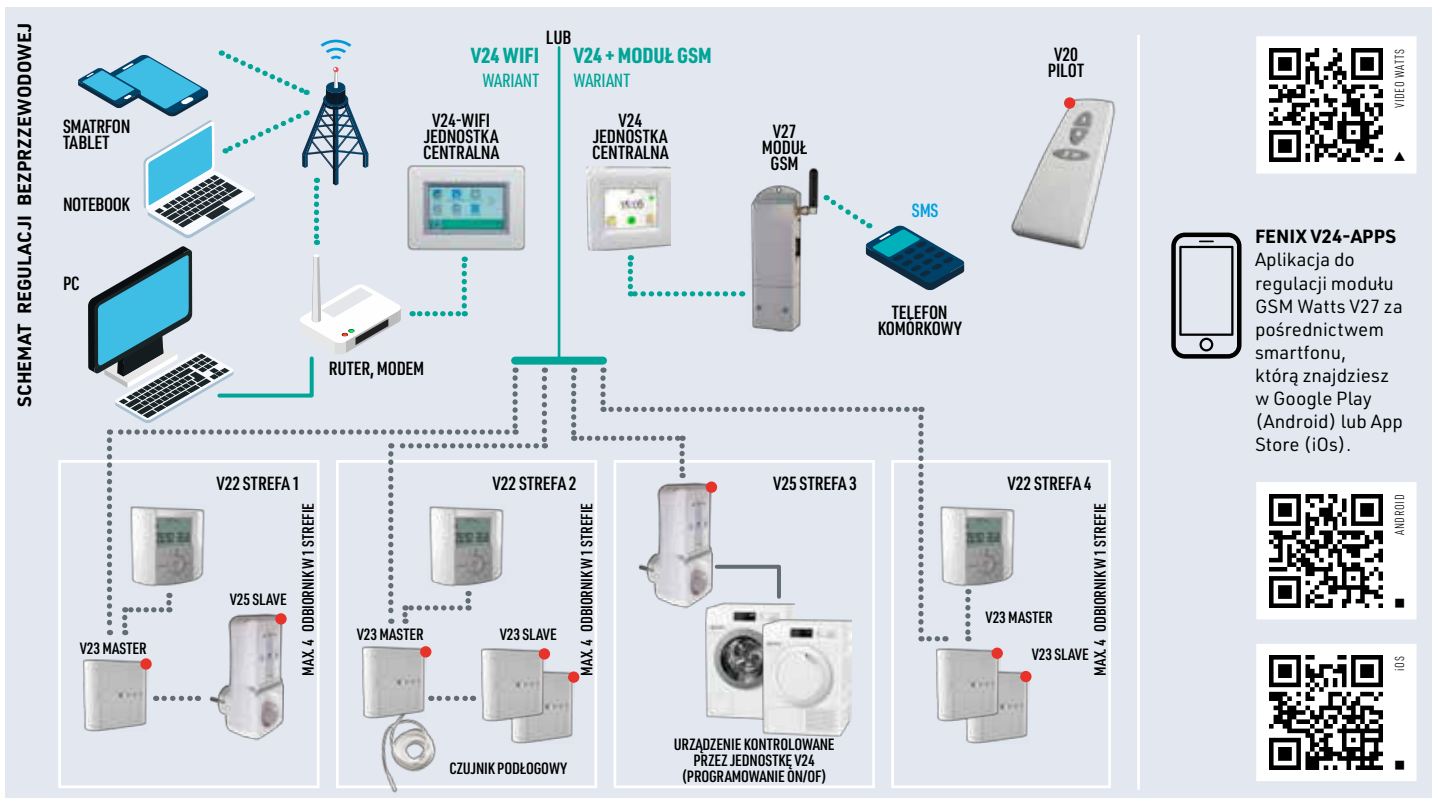 SCHEMAT REGULACJI BEZPRZZEWODOWEJ
SMATRFON
TABLET
NOTEBOOK
PC
RUTER, MODEM
LUB
V24 WIFI
WARIANT
V24 + MODUŁ GSM
WARIANT
V24-WIFI
JEDNOSTKA
CENTRALNA
V24
JEDNOSTKA
CENTRALNA
15:05
V27
MODUŁ
GSM
SMS
TELEFON
KOMÓRKOWY
V20
PILOT
V22 STREFA 1
MAX. 4 ODBIORNIK W 1 STREFIE
V25 SLAVE
V23 MASTER
V22 STREFA 2
MAX. 4 ODBIORNIK W 1 STREFIE
V23 MASTER
V23 SLAVE
CZUJNIK PODŁOGOWY
V25 STREFA 3
URZĄDZENIE KONTROLOWANE
PRZEZ JEDNOSTKĘ V24
(PROGRAMOWANIE ON/OF)
V22 STREFA 4
MAX. 4 ODBIORNIK W 1 STREFIE
V23 MASTER
V23 SLAVE
VIDEO WATTS
FENIX V24-APPS
Aplikacja do
regulacji modułu
GSM Watts V27 za
pośrednictwem
smartfonu,
którą znajdziesz
w Google Play
(Android) lub App
Store (iOs).
ANDROID
iOS